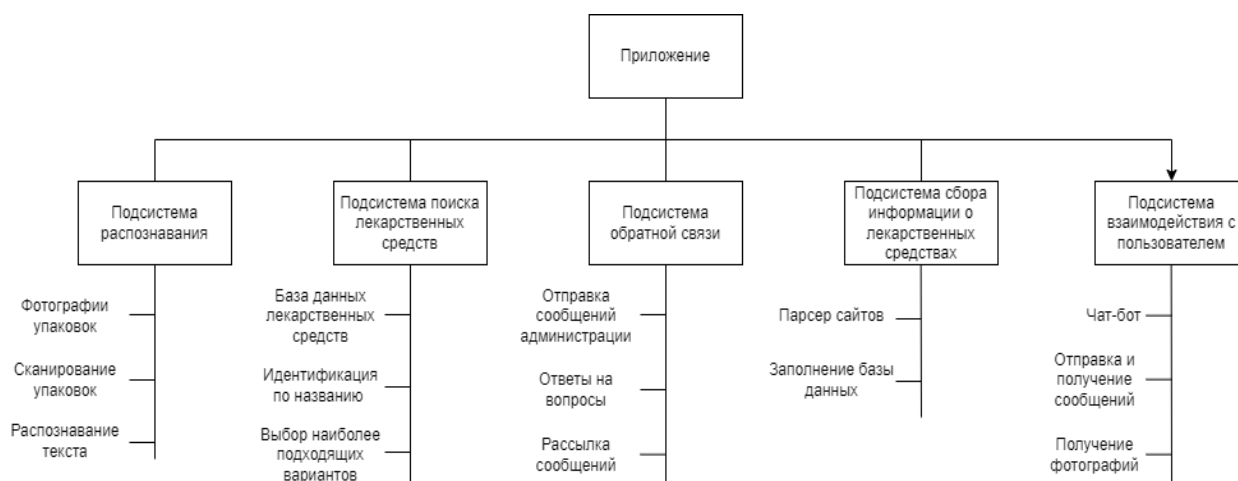 Приложение
Подсистема
распознавания
Подсистема поиска
лекарственных
средств
Подсистема
обратной связи
Подсистема сбора
информации о
лекарственных
средствах
Подсистема
взаимодействия с
пользователем
Фотографии
упаковок
Сканирование
упаковок
Распознавание
текста
База данных
лекарственных
средств
Идентификация
по названию
Выбор наиболее
подходящих
вариантов
Отправка
сообщений
администрации
Ответы на
вопросы
Рассылка
сообщений
Парсер сайтов
Заполнение базы
данных
Чат-бот
Отправка и
получение
сообщений
Получение
фотографий